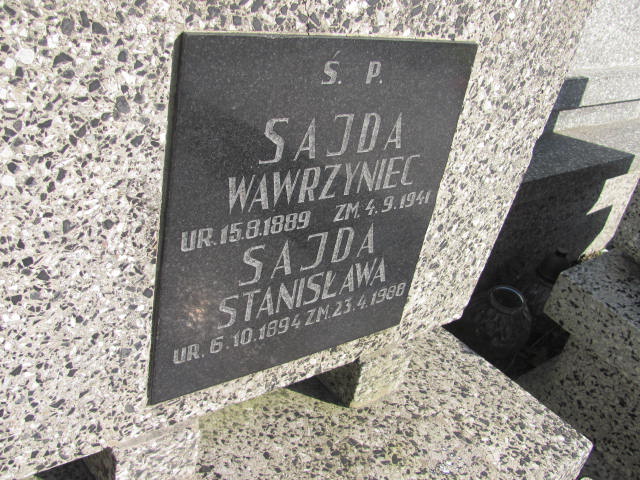 Ś. P.
SAJDA
WAWRZYNIEC
UR. 15.8.1889 ZM. 4.9.1941
SAJDA
STANISŁAWA
UR. 6.10.1894 ZM. 23.4.1988